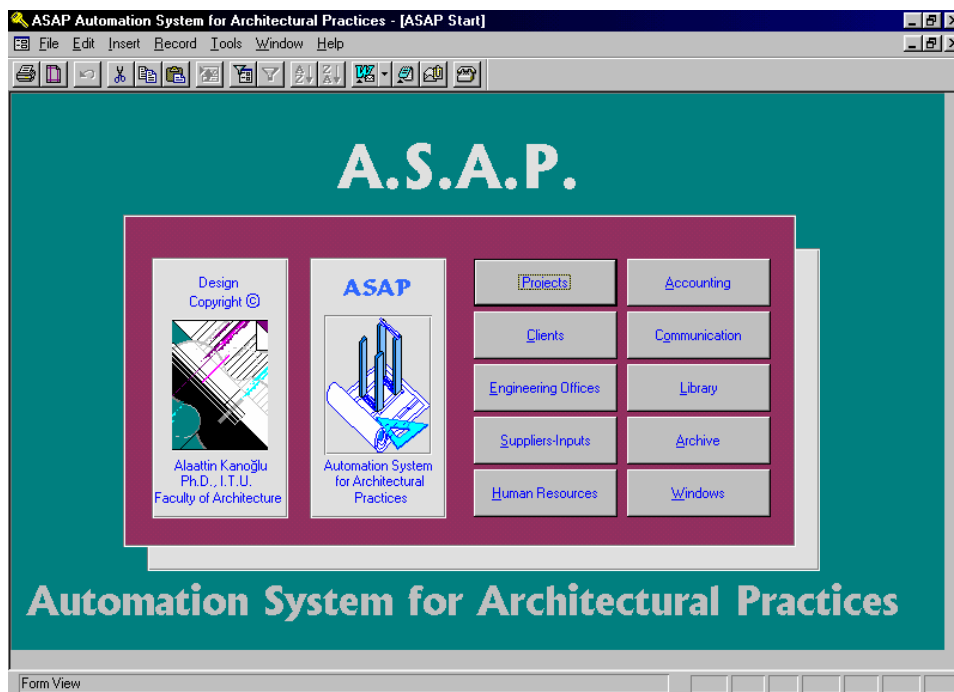 ASAP Automation System for Architectural Practices - [ASAP Start]
File Edit Insert Record Tools Window Help
A.S.A.P.
Design
Copyright ©
Alaattin Kanoğlu
Ph.D., I.T.U.
Faculty of Architecture
ASAP
Automation System
for Architectural
Practices
Projects
Accounting
Clients
Communication
Engineering Offices
Library
Suppliers-Inputs
Archive
Human Resources
Windows
Automation System for Architectural Practices
Form View